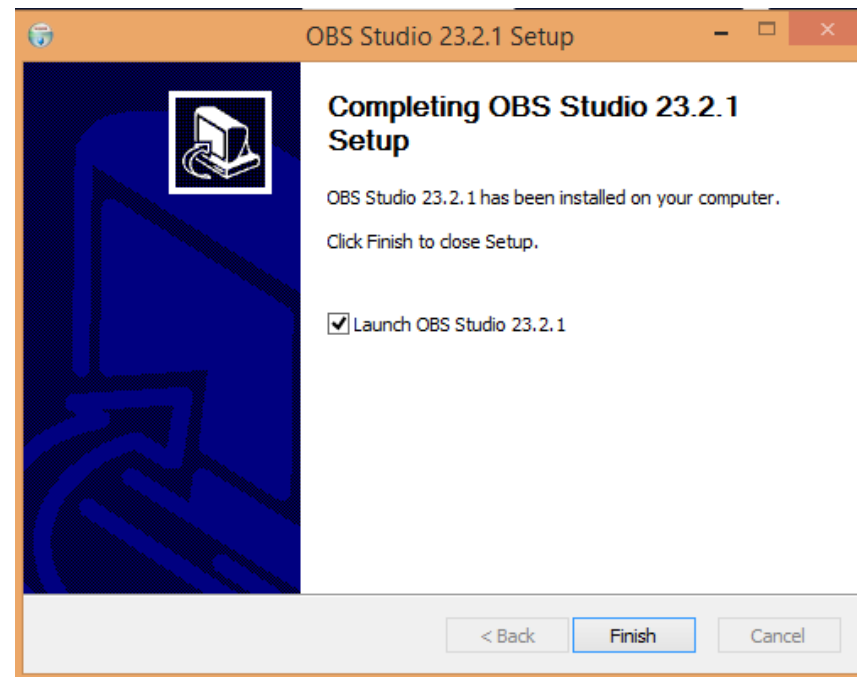 OBS Studio 23.2.1 Setup
Completing OBS Studio 23.2.1
Setup
OBS Studio 23.2.1 has been installed on your computer.
Click Finish to close Setup.
Launch OBS Studio 23.2.1
< Back Finish Cancel